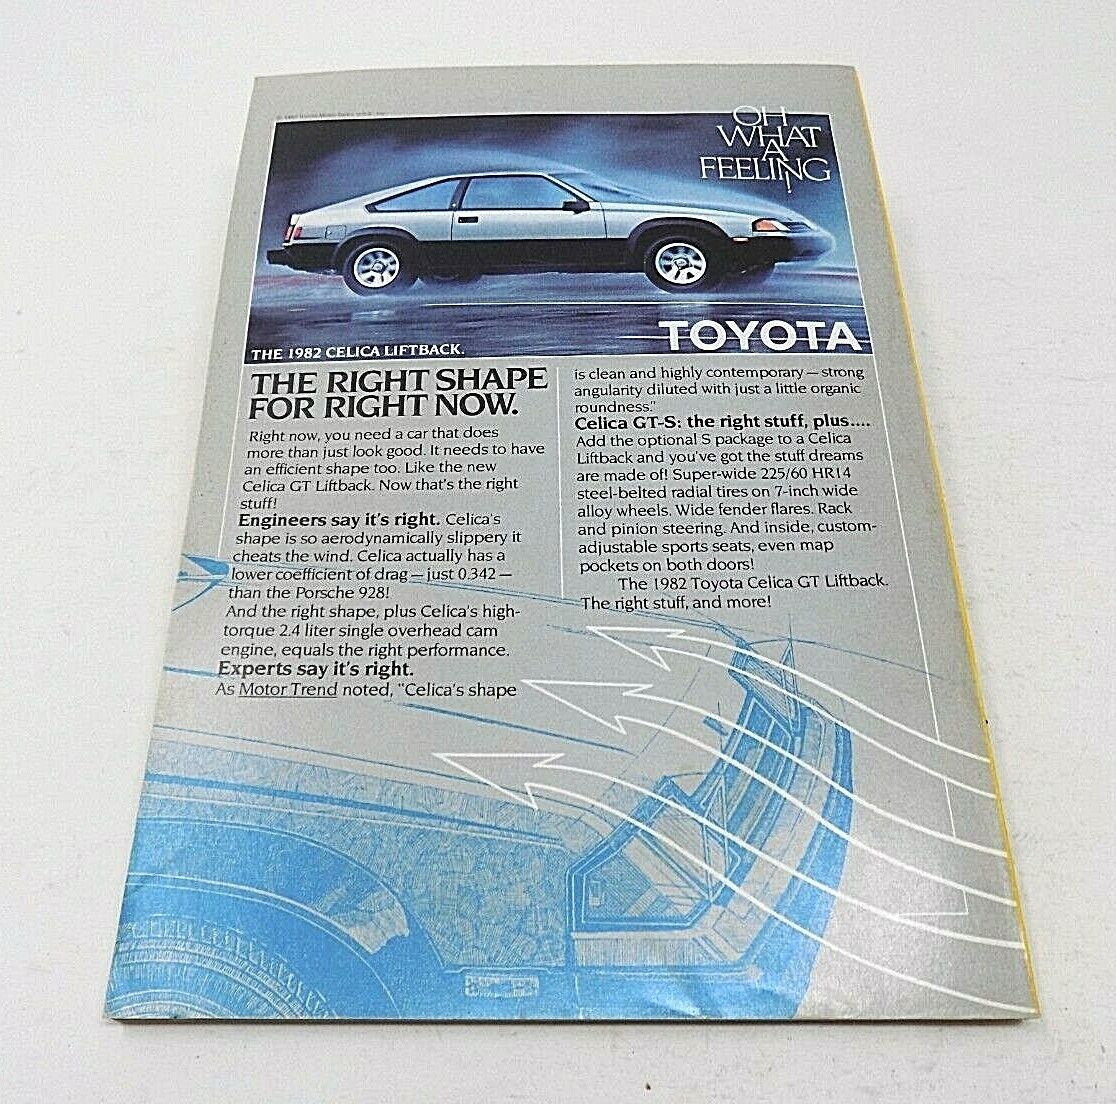 OH
WHAT
A
FEELING!
TOYOTA
THE 1982 CELICA LIFTBACK.
THE RIGHT SHAPE
FOR RIGHT NOW.
Right now, you need a car that does
more than just look good. It needs to have
an efficient shape too. Like the new
Celica GT Liftback. Now that's the right
stuff!
Engineers say it's right. Celica's
shape is so aerodynamically slippery it
cheats the wind. Celica actually has a
lower coefficient of drag—just 0.342—
than the Porsche 928!
And the right shape, plus Celica's high-
torque 2.4 liter single overhead cam
engine, equals the right performance.
Experts say it's right.
As Motor Trend noted, "Celica's shape
is clean and highly contemporary—strong
angularity diluted with just a little organic
roundness."
Celica GT-S: the right stuff, plus....
Add the optional S package to a Celica
Liftback and you've got the stuff dreams
are made of! Super-wide 225/60 HR14
steel-belted radial tires on 7-inch wide
alloy wheels. Wide fender flares. Rack
and pinion steering. And inside, custom-
adjustable sports seats, even map
pockets on both doors!
The 1982 Toyota Celica GT Liftback.
The right stuff, and more!